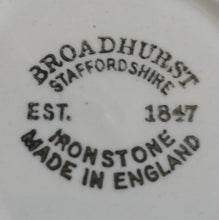 BROADHURST
STAFFORDSHIRE
EST. 1847
IRONSTONE
MADE IN ENGLAND